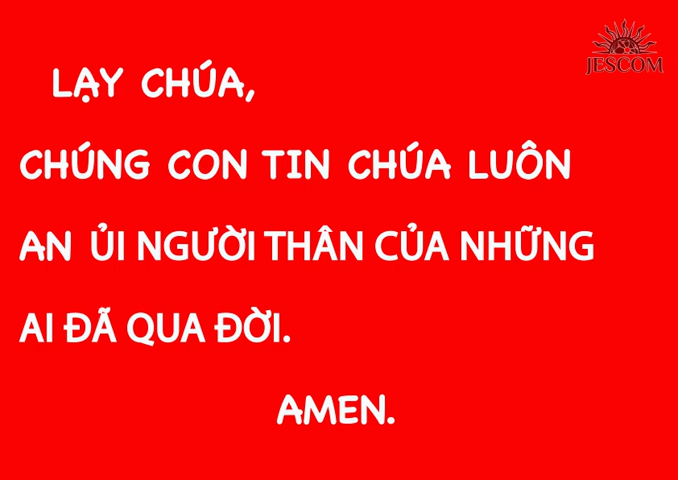 JESCOM
LẠY CHÚA,
CHÚNG CON TIN CHÚA LUÔN
AN ỦI NGƯỜI THÂN CỦA NHỮNG
AI ĐÃ QUA ĐỜI.
AMEN.